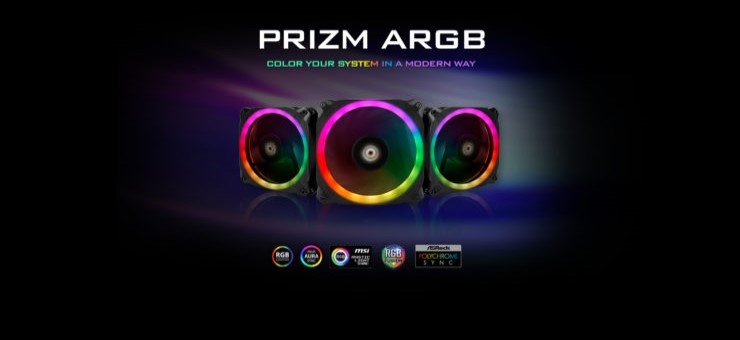 PRIZM ARGB
COLOR YOUR SYSTEM IN A MODERN WAY
RGB
AURA
msi
RGB
ASRock
POLYCHROME
SYNC